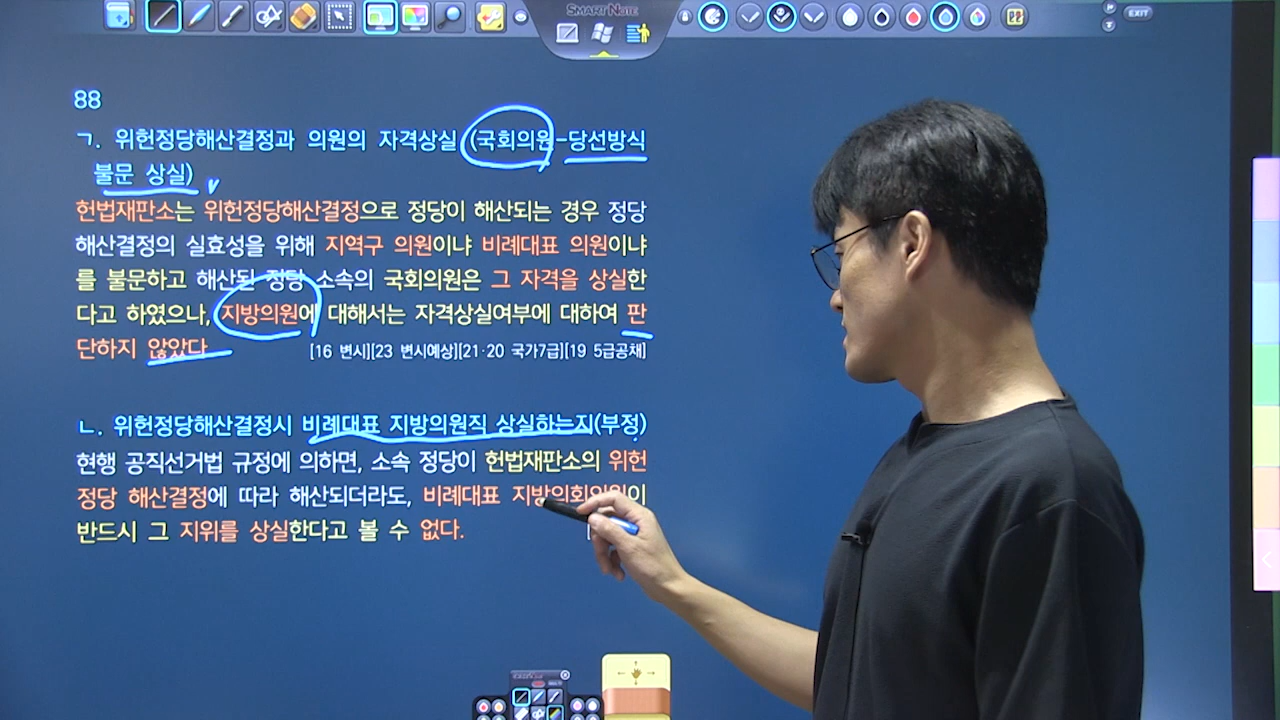 SMART NOTE
EXIT
88
ㄱ. 위헌정당해산결정과 의원의 자격상실 (국회의원-당선방식
불문 상실)
헌법재판소는 위헌정당해산결정으로 정당이 해산되는 경우 정당
해산결정의 실효성을 위해 지역구 의원이냐 비례대표 의원이냐
를 불문하고 해산된 정당 소속의 국회의원은 그 자격을 상실한
다고 하였으나, 지방의원에 대해서는 자격상실여부에 대하여 판
단하지 않았다
[16 변시][23 변시예상][21·20 국가7급][19 5급공채]
ㄴ. 위헌정당해산결정시 비례대표 지방의원직 상실하는지(부정)
현행 공직선거법 규정에 의하면, 소속 정당이 헌법재판소의 위헌
정당 해산결정에 따라 해산되더라도, 비례대표 지방의회의원이
반드시 그 지위를 상실한다고 볼 수 없다.